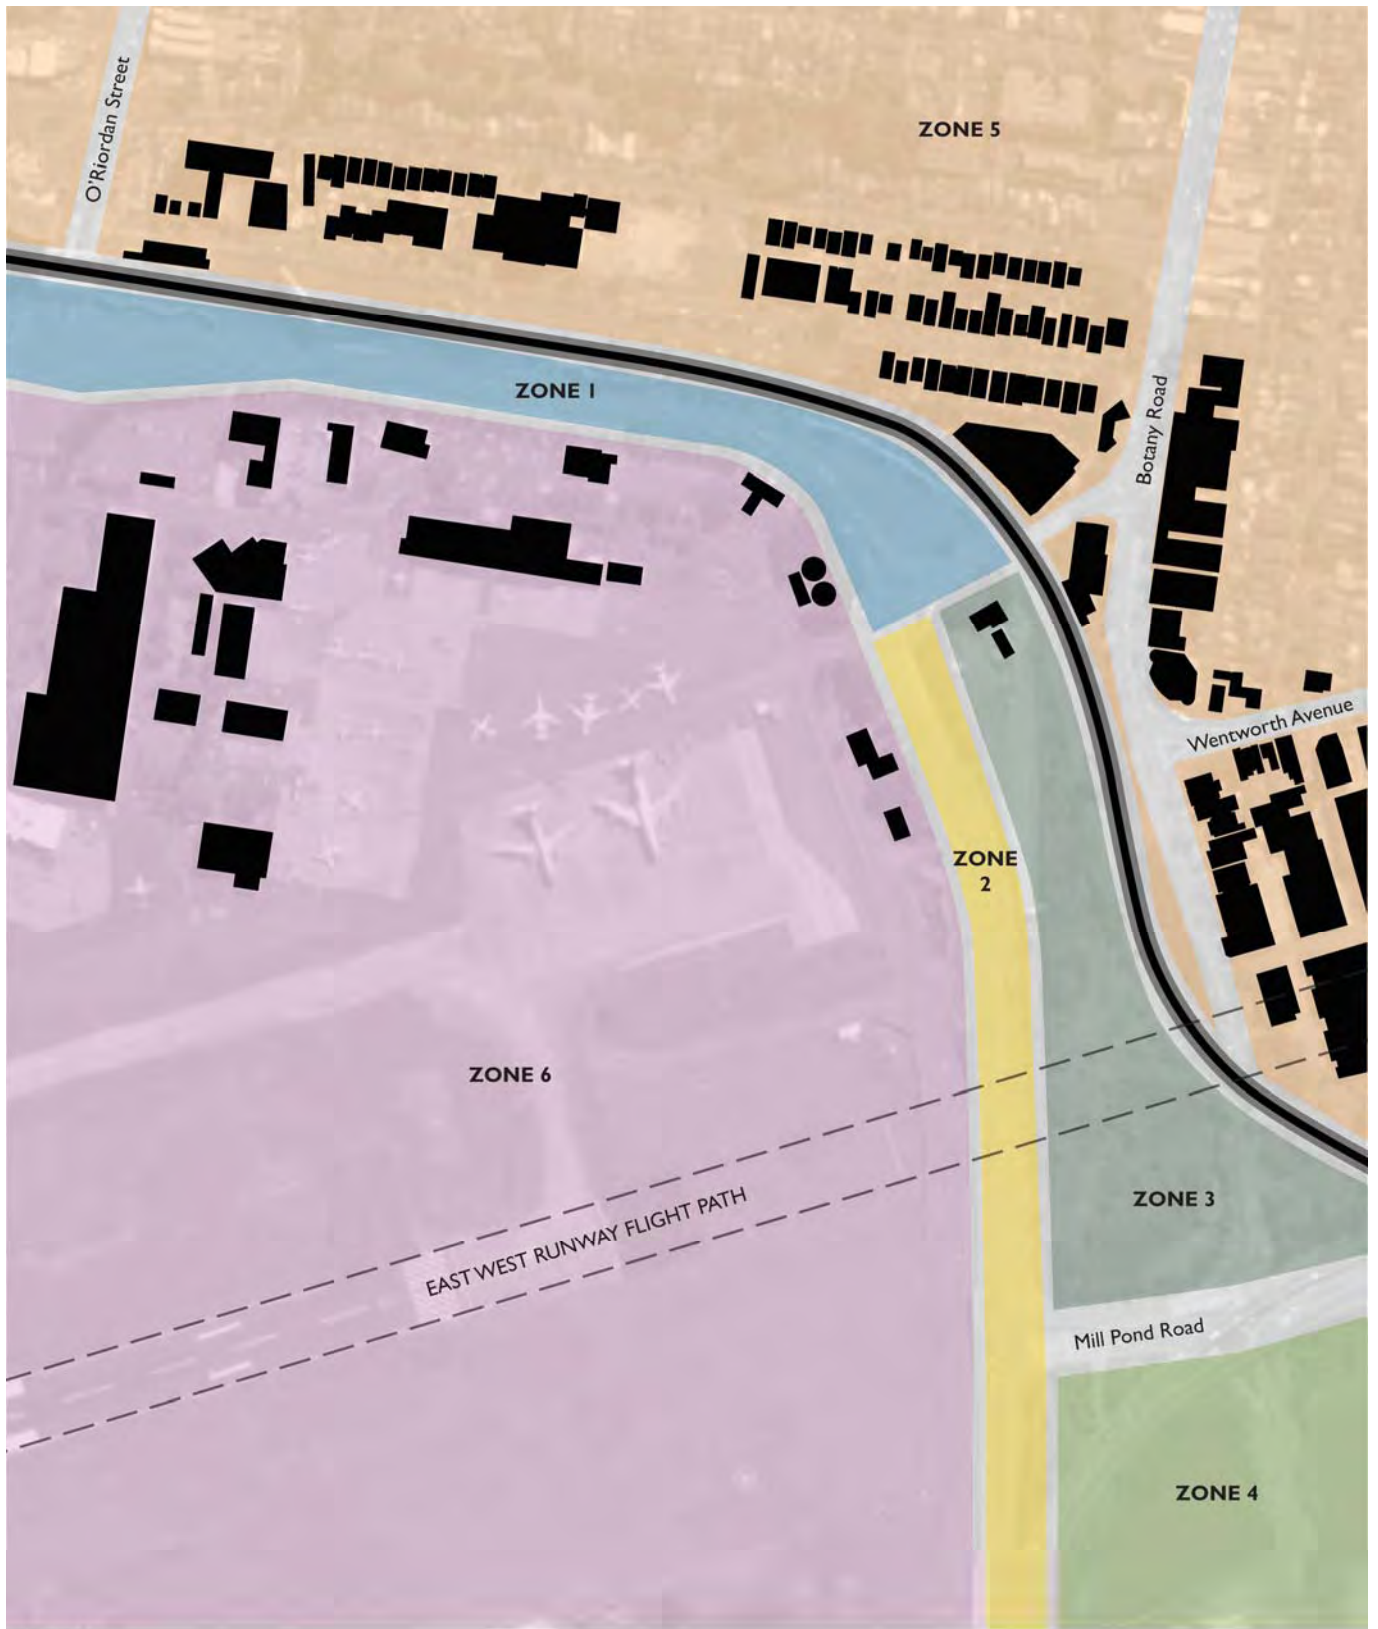 O'Riordan Street
ZONE 5
ZONE 1
Botany Road
Wentworth Avenue
ZONE
2
ZONE 6
EAST WEST RUNWAY FLIGHT PATH
ZONE 3
Mill Pond Road
ZONE 4